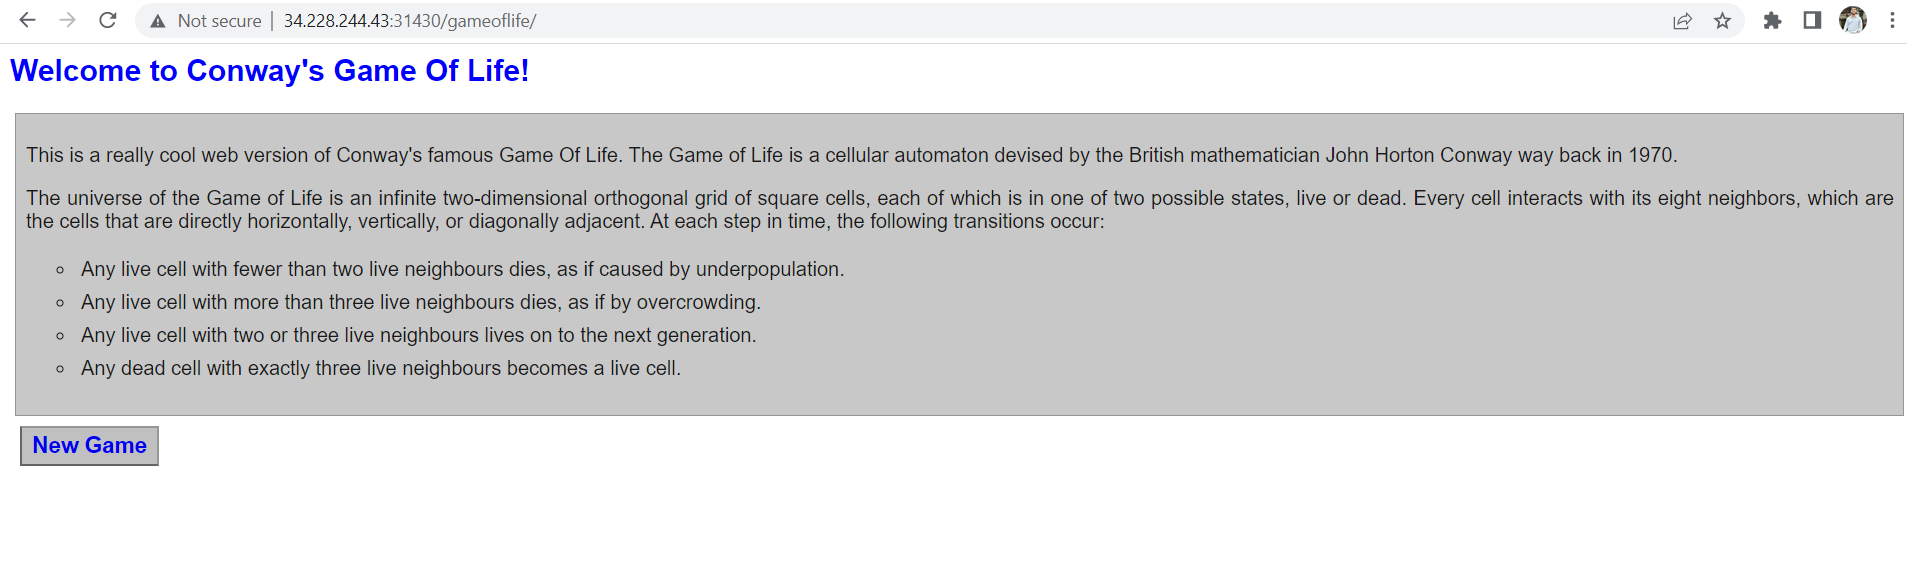 Not secure | 34.228.244.43:31430/gameoflife/
Welcome to Conway's Game Of Life!
This is a really cool web version of Conway's famous Game Of Life. The Game of Life is a cellular automaton devised by the British mathematician John Horton Conway way back in 1970.
The universe of the Game of Life is an infinite two-dimensional orthogonal grid of square cells, each of which is in one of two possible states, live or dead. Every cell interacts with its eight neighbors, which are
the cells that are directly horizontally, vertically, or diagonally adjacent. At each step in time, the following transitions occur:
Any live cell with fewer than two live neighbours dies, as if caused by underpopulation.
Any live cell with more than three live neighbours dies, as if by overcrowding.
Any live cell with two or three live neighbours lives on to the next generation.
Any dead cell with exactly three live neighbours becomes a live cell.
New Game